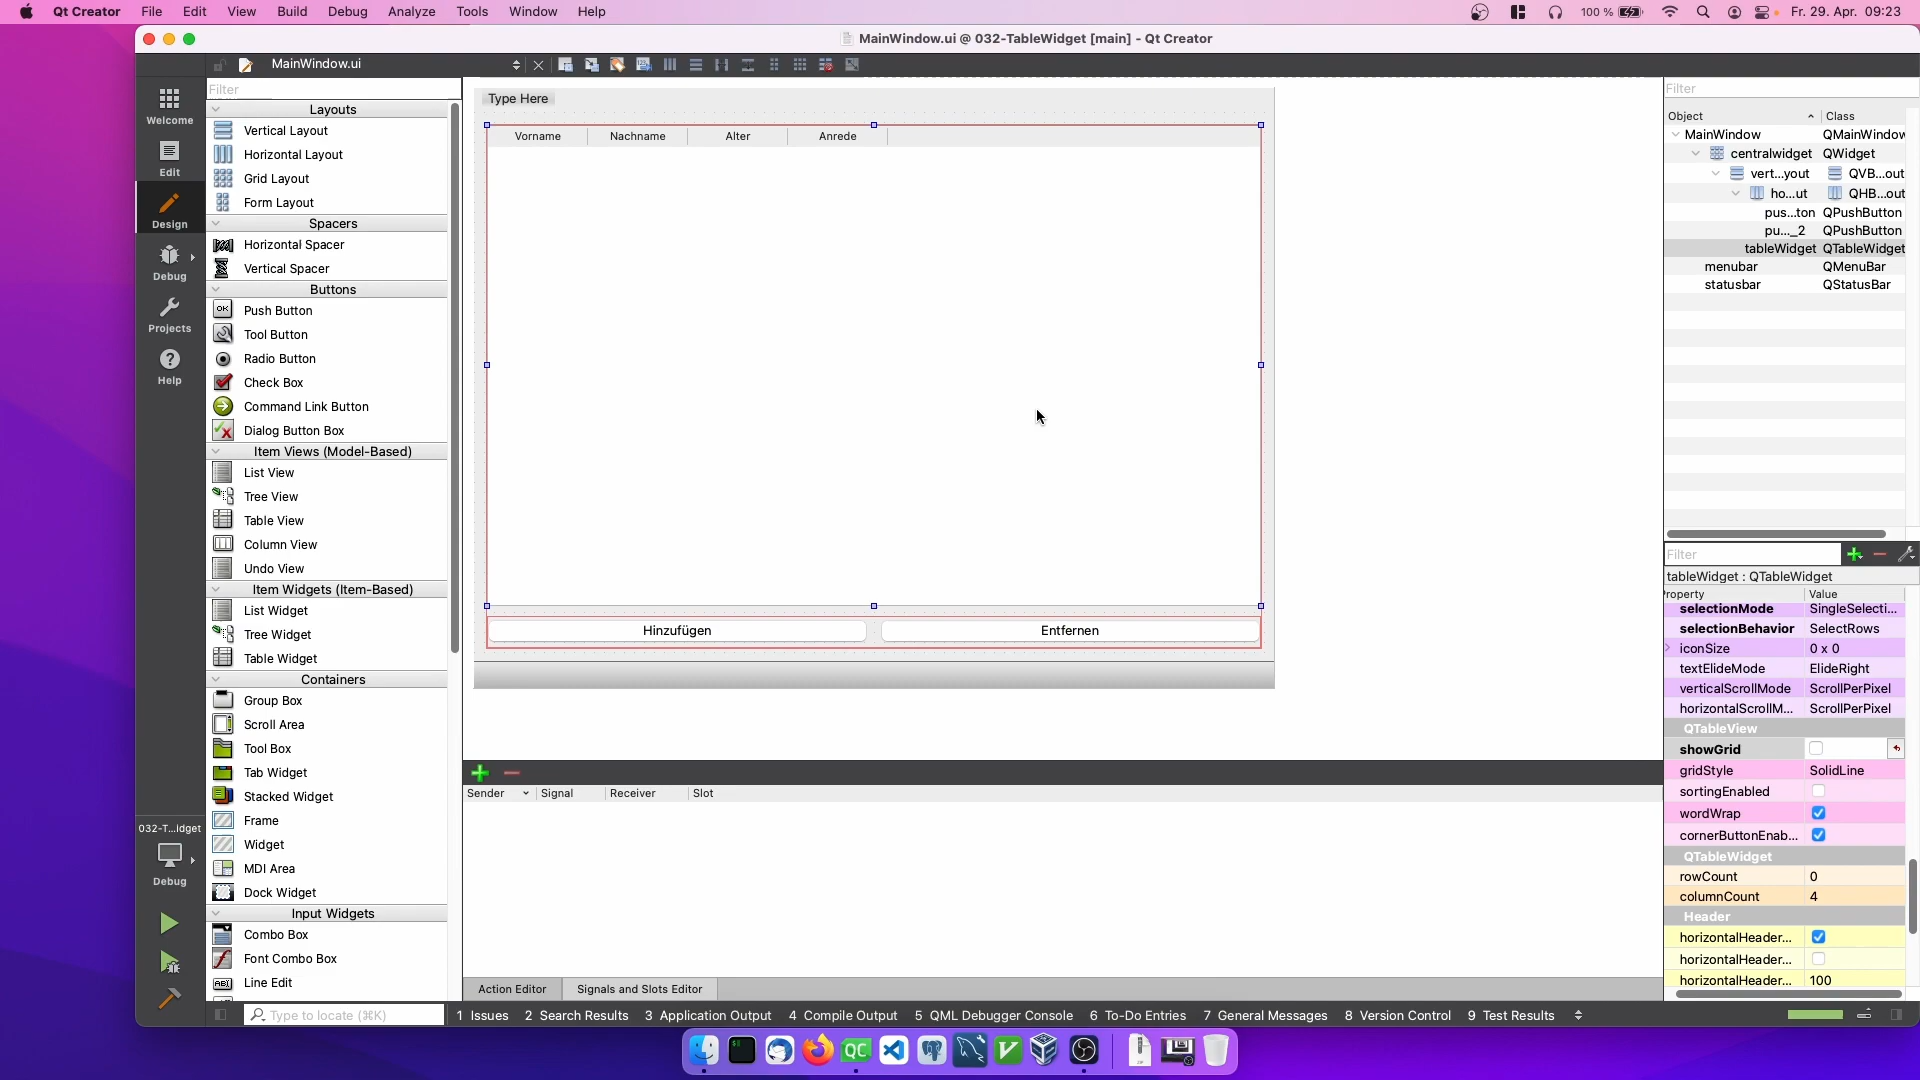 Qt Creator File Edit View Build Debug Analyze Tools Window Help 100 % Fr. 29. Apr. 09:23
MainWindow.ui @ 032-TableWidget [main] - Qt Creator
MainWindow.ui
Welcome
Edit
Design
Debug
Projects
Help
032-T...idget
Debug
Filter
Layouts
Vertical Layout
Horizontal Layout
Grid Layout
Form Layout
Spacers
Horizontal Spacer
Vertical Spacer
Buttons
OK Push Button
Tool Button
Radio Button
Check Box
Command Link Button
Dialog Button Box
Item Views (Model-Based)
List View
Tree View
Table View
Column View
Undo View
Item Widgets (Item-Based)
List Widget
Tree Widget
Table Widget
Containers
Group Box
Scroll Area
Tool Box
Tab Widget
Stacked Widget
Frame
Widget
MDI Area
Dock Widget
Input Widgets
Combo Box
Font Combo Box
Line Edit
Type Here
Vorname Nachname Alter Anrede
Hinzufügen Entfernen
Sender Signal Receiver Slot
Action Editor Signals and Slots Editor
Filter
Object Class
MainWindow QMainWindow
centralwidget QWidget
vert...yout QVB...out
ho...ut QHB...out
pus...ton QPushButton
pu..._2 QPushButton
tableWidget QTableWidget
menubar QMenuBar
statusbar QStatusBar
Filter
tableWidget : QTableWidget
Property Value
selectionMode SingleSelecti...
selectionBehavior SelectRows
iconSize 0 x 0
textElideMode ElideRight
verticalScrollMode ScrollPerPixel
horizontalScrollM... ScrollPerPixel
QTableView
showGrid
gridStyle SolidLine
sortingEnabled
wordWrap
cornerButtonEnab...
QTableWidget
rowCount 0
columnCount 4
Header
horizontalHeader...
horizontalHeader...
horizontalHeader... 100
Type to locate (⌘K) 1 Issues 2 Search Results 3 Application Output 4 Compile Output 5 QML Debugger Console 6 To-Do Entries 7 General Messages 8 Version Control 9 Test Results
QC